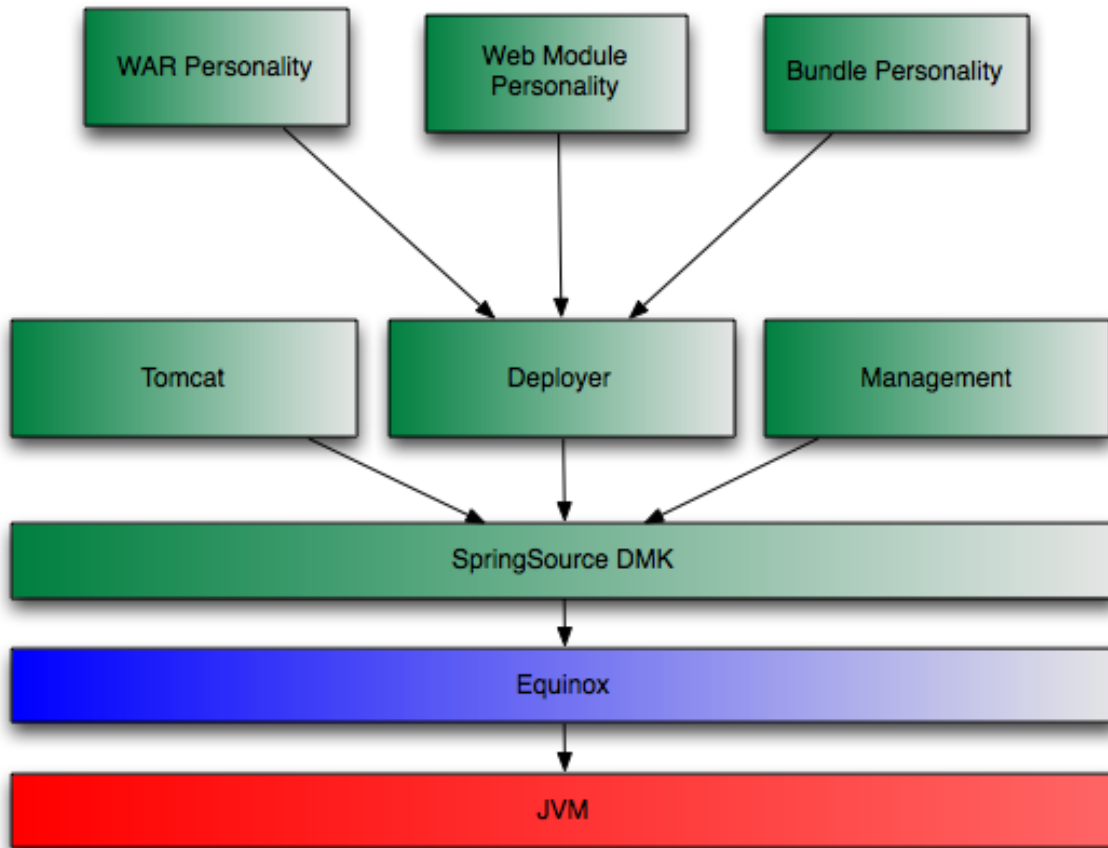 WAR Personality
Web Module
Personality
Bundle Personality
Tomcat
Deployer
Management
SpringSource DMK
Equinox
JVM